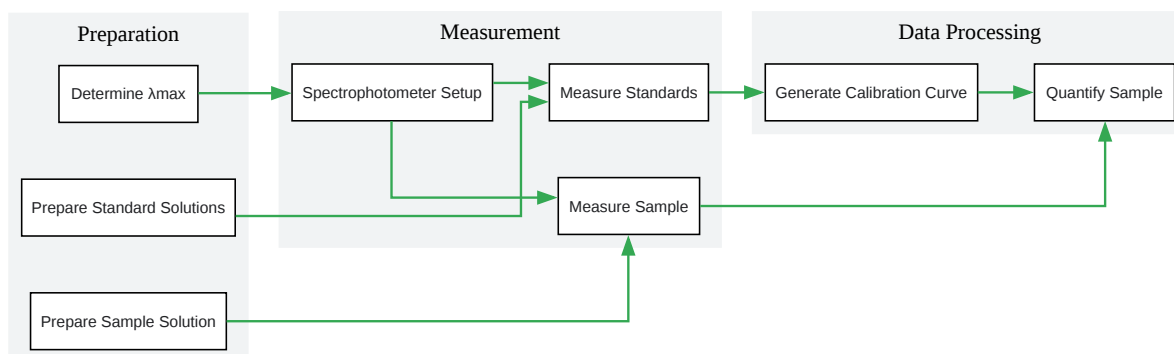 Preparation
Measurement
Data Processing
Determine λmax
Spectrophotometer Setup
Measure Standards
Generate Calibration Curve
Quantify Sample
Prepare Standard Solutions
Measure Sample
Prepare Sample Solution